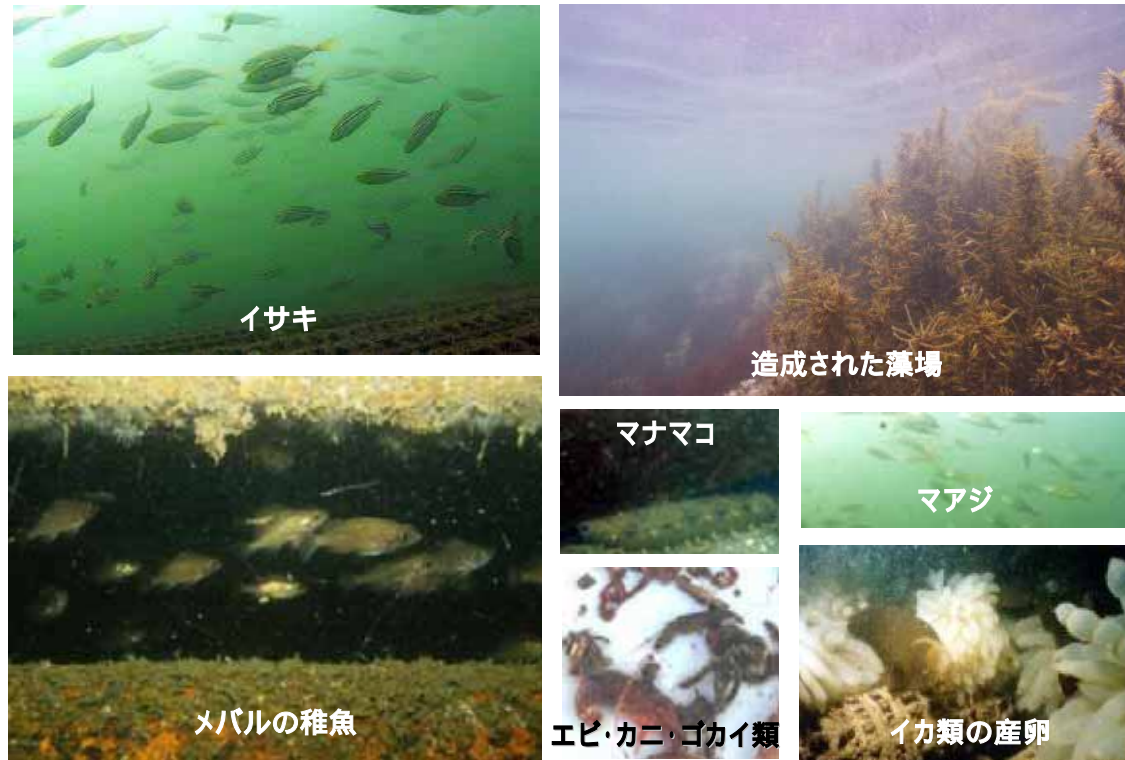 イサキ
造成された藻場
マナマコ
マアジ
メバルの稚魚
エビ・カニ・ゴカイ類
イカ類の産卵